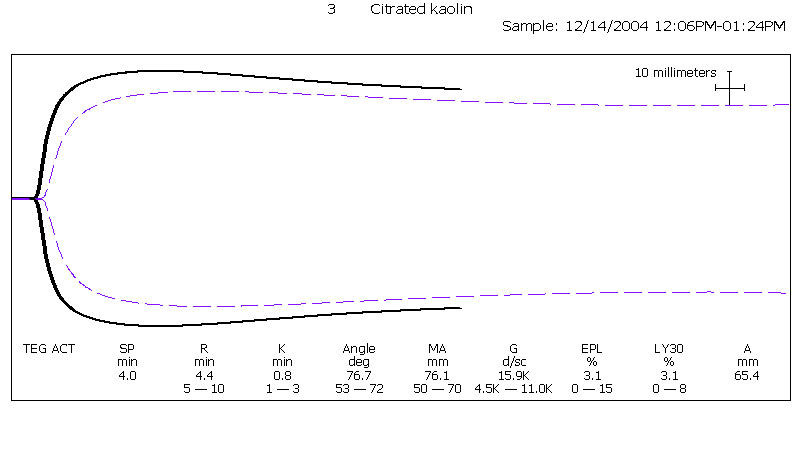 3 Citrated kaolin
Sample: 12/14/2004 12:06PM-01:24PM
10 millimeters
TEG ACT SP R K Angle MA G EPL LY30 A
min min min deg mm d/sc % % mm
4.0 4.4 0.8 76.7 76.1 15.9K 3.1 3.1 65.4
5 — 10 1 — 3 53 — 72 50 — 70 4.5K — 11.0K 0 — 15 0 — 8